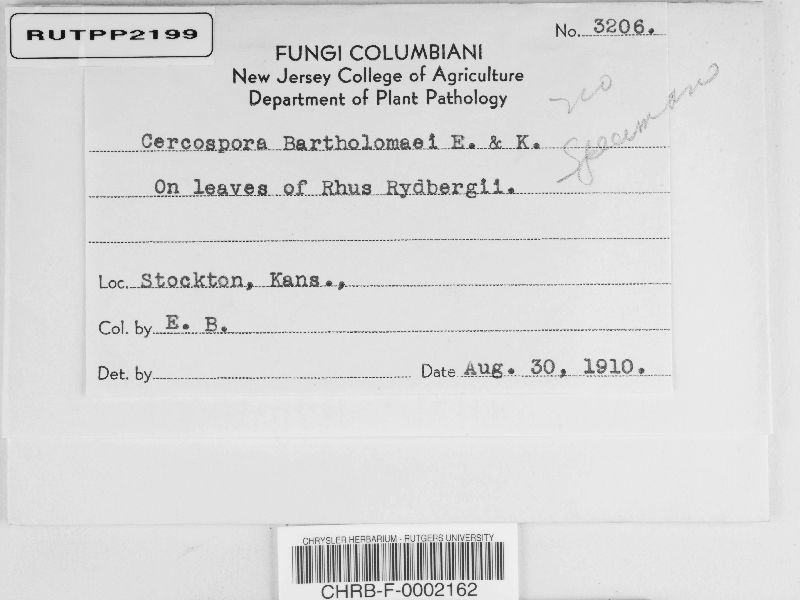 RUTPP2199
No. 3206.
FUNGI COLUMBIANI
New Jersey College of Agriculture
Department of Plant Pathology
no
Specimens
Cercospora Bartholomaei E. & K.
On leaves of Rhus Rydbergii.
Loc. Stockton, Kans.,
Col. by E. B.
Det. by
Date Aug. 30, 1910.
CHRYSLER HERBARIUM - RUTGERS UNIVERSITY
CHRB-F-0002162